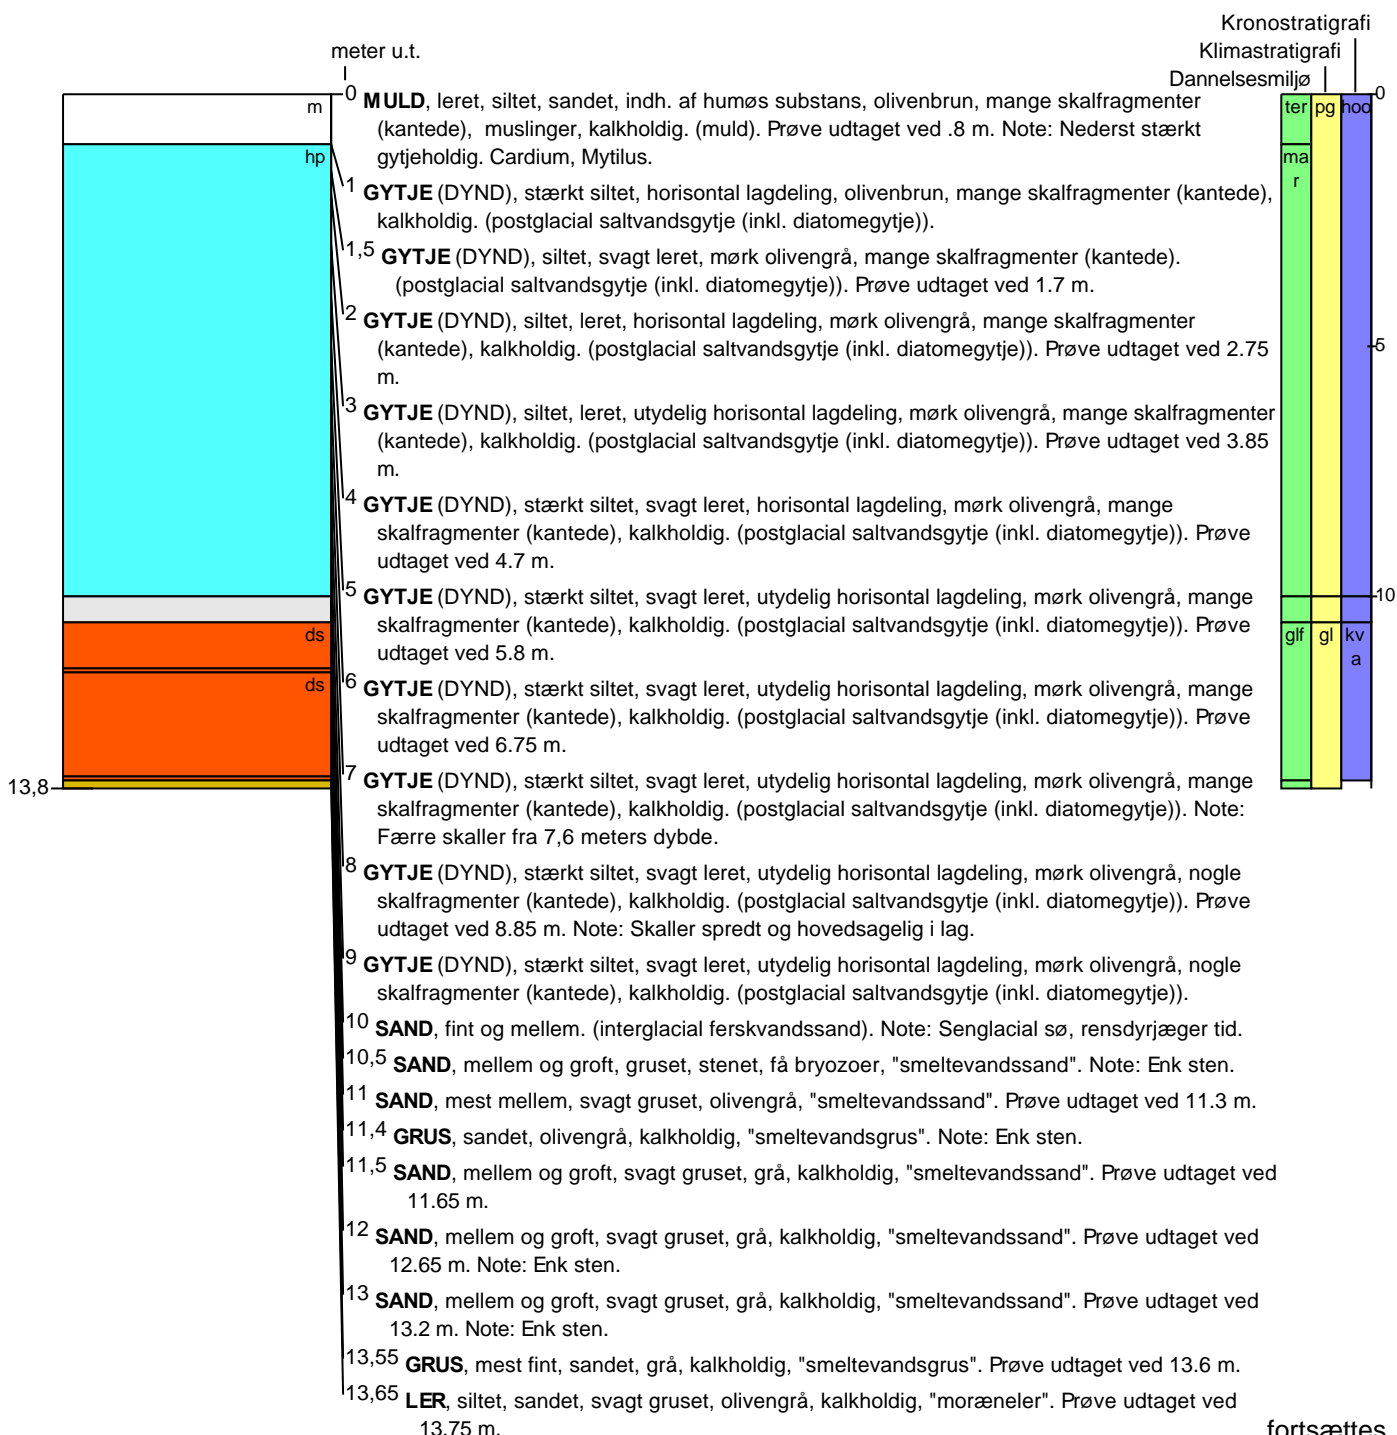 Kronostratigrafi
meter u.t.
Klimastratigrafi
Dannelsesmiljø
m
0 MULD, leret, siltet, sandet, indh. af humøs substans, olivenbrun, mange skalfragmenter
(kantede), muslinger, kalkholdig. (muld). Prøve udtaget ved .8 m. Note: Nederst stærkt
gytjeholdig. Cardium, Mytilus.
ter pg hoo 0
hp
mar
1 GYTJE (DYND), stærkt siltet, horisontal lagdeling, olivenbrun, mange skalfragmenter (kantede),
kalkholdig. (postglacial saltvandsgytje (inkl. diatomegytje)).
1,5 GYTJE (DYND), siltet, svagt leret, mørk olivengrå, mange skalfragmenter (kantede).
(postglacial saltvandsgytje (inkl. diatomegytje)). Prøve udtaget ved 1.7 m.
2 GYTJE (DYND), siltet, leret, horisontal lagdeling, mørk olivengrå, mange skalfragmenter
(kantede), kalkholdig. (postglacial saltvandsgytje (inkl. diatomegytje)). Prøve udtaget ved 2.75
m.
5
3 GYTJE (DYND), siltet, leret, utydelig horisontal lagdeling, mørk olivengrå, mange skalfragmenter
(kantede), kalkholdig. (postglacial saltvandsgytje (inkl. diatomegytje)). Prøve udtaget ved 3.85
m.
4 GYTJE (DYND), stærkt siltet, svagt leret, horisontal lagdeling, mørk olivengrå, mange
skalfragmenter (kantede), kalkholdig. (postglacial saltvandsgytje (inkl. diatomegytje)). Prøve
udtaget ved 4.7 m.
5 GYTJE (DYND), stærkt siltet, svagt leret, utydelig horisontal lagdeling, mørk olivengrå, mange
skalfragmenter (kantede), kalkholdig. (postglacial saltvandsgytje (inkl. diatomegytje)). Prøve
udtaget ved 5.8 m.
10
ds
glf gl kva
ds
6 GYTJE (DYND), stærkt siltet, svagt leret, utydelig horisontal lagdeling, mørk olivengrå, mange
skalfragmenter (kantede), kalkholdig. (postglacial saltvandsgytje (inkl. diatomegytje)). Prøve
udtaget ved 6.75 m.
13,8
7 GYTJE (DYND), stærkt siltet, svagt leret, utydelig horisontal lagdeling, mørk olivengrå, mange
skalfragmenter (kantede), kalkholdig. (postglacial saltvandsgytje (inkl. diatomegytje)). Note:
Færre skaller fra 7,6 meters dybde.
8 GYTJE (DYND), stærkt siltet, svagt leret, utydelig horisontal lagdeling, mørk olivengrå, nogle
skalfragmenter (kantede), kalkholdig. (postglacial saltvandsgytje (inkl. diatomegytje)). Prøve
udtaget ved 8.85 m. Note: Skaller spredt og hovedsagelig i lag.
9 GYTJE (DYND), stærkt siltet, svagt leret, utydelig horisontal lagdeling, mørk olivengrå, nogle
skalfragmenter (kantede), kalkholdig. (postglacial saltvandsgytje (inkl. diatomegytje)).
10 SAND, fint og mellem. (interglacial ferskvandssand). Note: Senglacial sø, rensdyrjæger tid.
10,5 SAND, mellem og groft, gruset, stenet, få bryozoer, "smeltevandssand". Note: Enk sten.
11 SAND, mest mellem, svagt gruset, olivengrå, "smeltevandssand". Prøve udtaget ved 11.3 m.
11,4 GRUS, sandet, olivengrå, kalkholdig, "smeltevandsgrus". Note: Enk sten.
11,5 SAND, mellem og groft, svagt gruset, grå, kalkholdig, "smeltevandssand". Prøve udtaget ved
11.65 m.
12 SAND, mellem og groft, svagt gruset, grå, kalkholdig, "smeltevandssand". Prøve udtaget ved
12.65 m. Note: Enk sten.
13 SAND, mellem og groft, svagt gruset, grå, kalkholdig, "smeltevandssand". Prøve udtaget ved
13.2 m. Note: Enk sten.
13,55 GRUS, mest fint, sandet, grå, kalkholdig, "smeltevandsgrus". Prøve udtaget ved 13.6 m.
13,65 LER, siltet, sandet, svagt gruset, olivengrå, kalkholdig, "moræneler". Prøve udtaget ved
13.75 m.
fortsættes